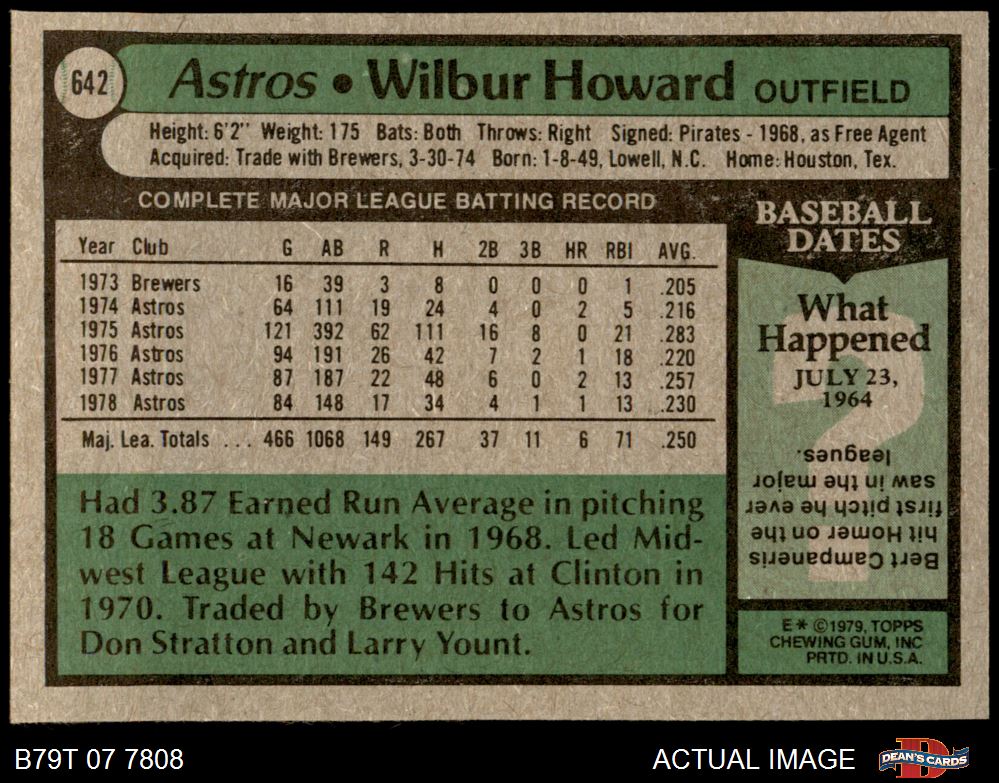 642
Astros • Wilbur Howard OUTFIELD
Height: 6'2" Weight: 175 Bats: Both Throws: Right Signed: Pirates - 1968, as Free Agent
Acquired: Trade with Brewers, 3-30-74 Born: 1-8-49, Lowell, N.C. Home: Houston, Tex.
COMPLETE MAJOR LEAGUE BATTING RECORD
Year Club G AB R H 2B 3B HR RBI AVG.
1973 Brewers 16 39 3 8 0 0 0 1 .205
1974 Astros 64 111 19 24 4 0 2 5 .216
1975 Astros 121 392 62 111 16 8 0 21 .283
1976 Astros 94 191 26 42 7 2 1 18 .220
1977 Astros 87 187 22 48 6 0 2 13 .257
1978 Astros 84 148 17 34 4 1 1 13 .230
Maj. Lea. Totals . . . 466 1068 149 267 37 11 6 71 .250
Had 3.87 Earned Run Average in pitching
18 Games at Newark in 1968. Led Mid-
west League with 142 Hits at Clinton in
1970. Traded by Brewers to Astros for
Don Stratton and Larry Yount.
BASEBALL
DATES
What
Happened
JULY 23,
1964
?
Bert Campaneris
hit Homer on the
first pitch he ever
saw in the major
leagues.
E* ©1979, TOPPS
CHEWING GUM, INC
PRTD. IN U.S.A.
B79T 07 7808
ACTUAL IMAGE
DEAN'S CARDS